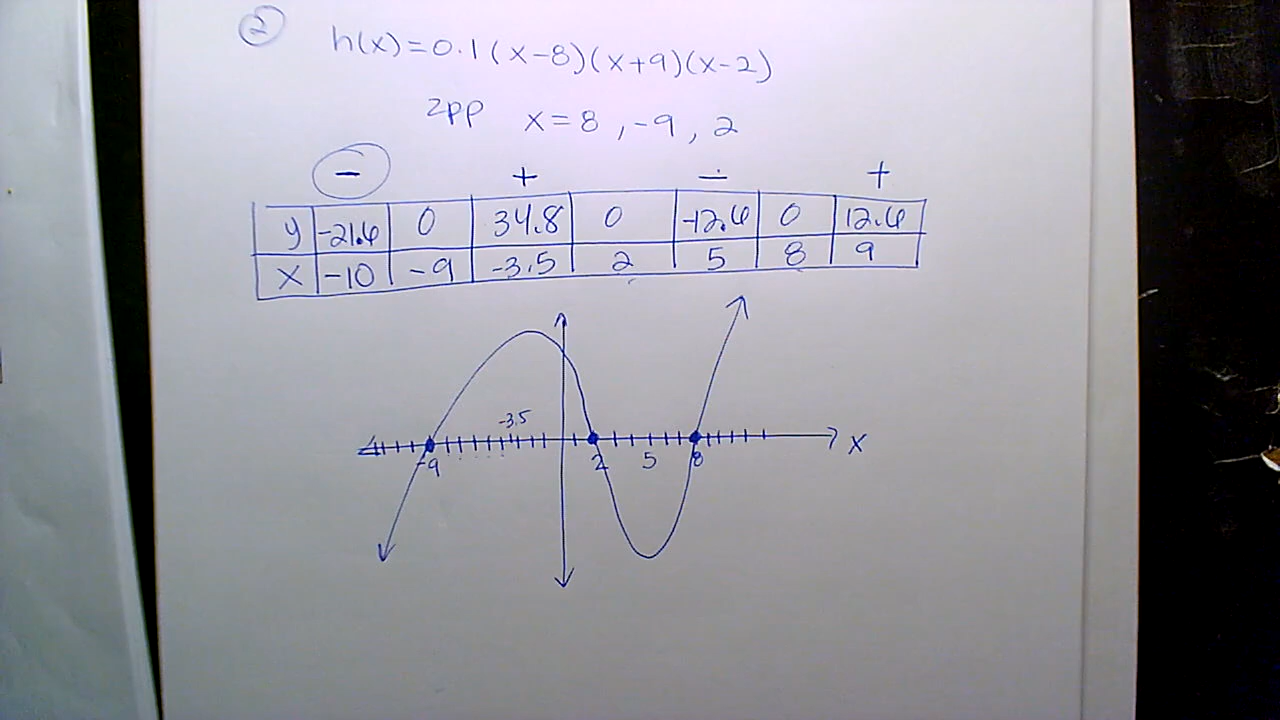 2
h(x)=0.1(x-8)(x+9)(x-2)
zpp x=8, -9, 2
- + - +
y -21.6 0 34.8 0 -12.6 0 12.6
x -10 -9 -3.5 2 5 8 9
-3.5
-9 2 5 8 x